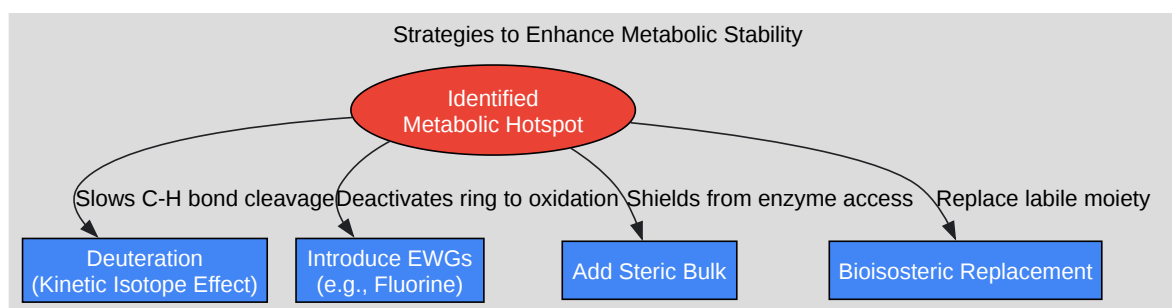 Strategies to Enhance Metabolic Stability
Identified
Metabolic Hotspot
Slows C-H bond cleavage
Deactivates ring to oxidation
Shields from enzyme access
Replace labile moiety
Deuteration
(Kinetic Isotope Effect)
Introduce EWGs
(e.g., Fluorine)
Add Steric Bulk
Bioisosteric Replacement